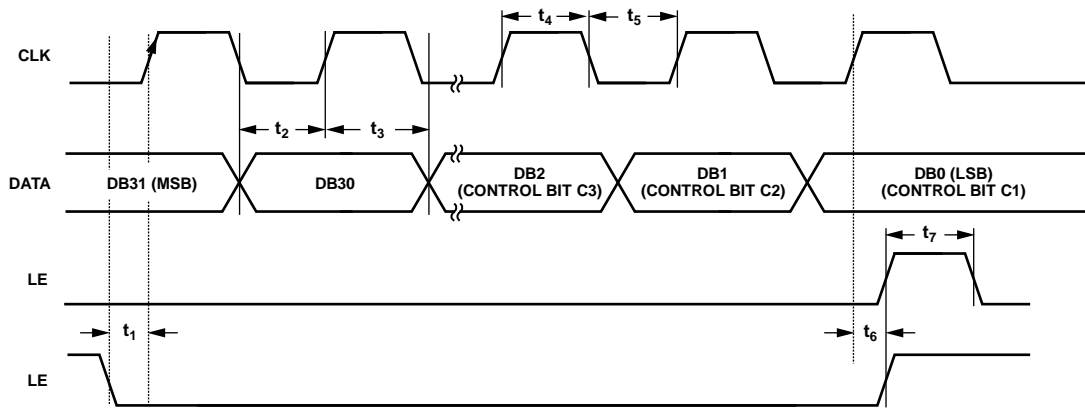 t4 t5
CLK
t2 t3
DATA
DB31 (MSB)
DB30
DB2
(CONTROL BIT C3)
DB1
(CONTROL BIT C2)
DB0 (LSB)
(CONTROL BIT C1)
t7
LE
t1
t6
LE